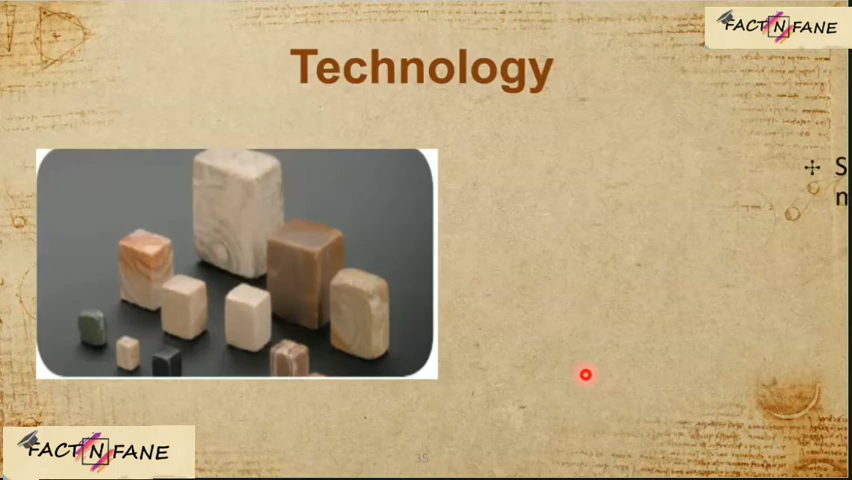 FACT N FANE
Technology
S
n
FACT N FANE
35